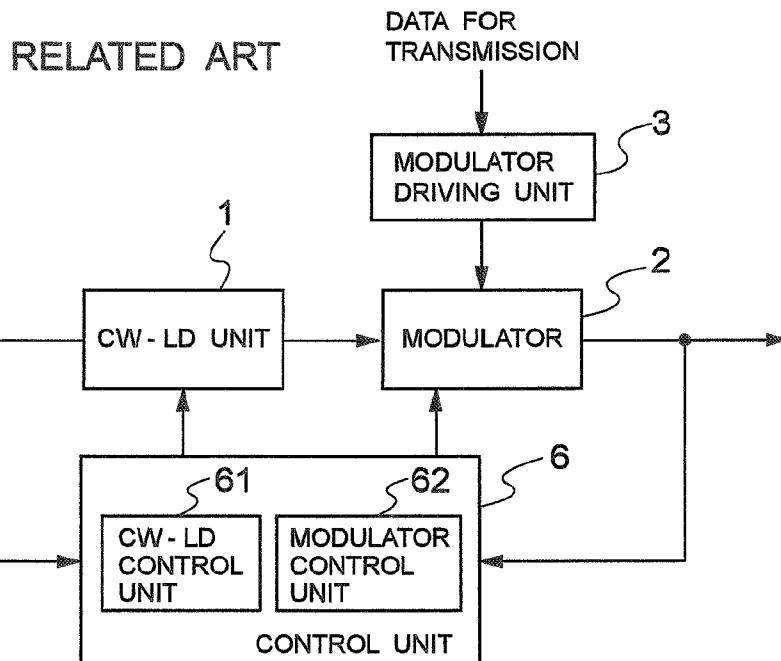 RELATED ART
DATA FOR
TRANSMISSION
3
MODULATOR
DRIVING UNIT
1
2
CW-LD UNIT
MODULATOR
6
61
62
CW-LD
CONTROL
UNIT
MODULATOR
CONTROL
UNIT
CONTROL UNIT